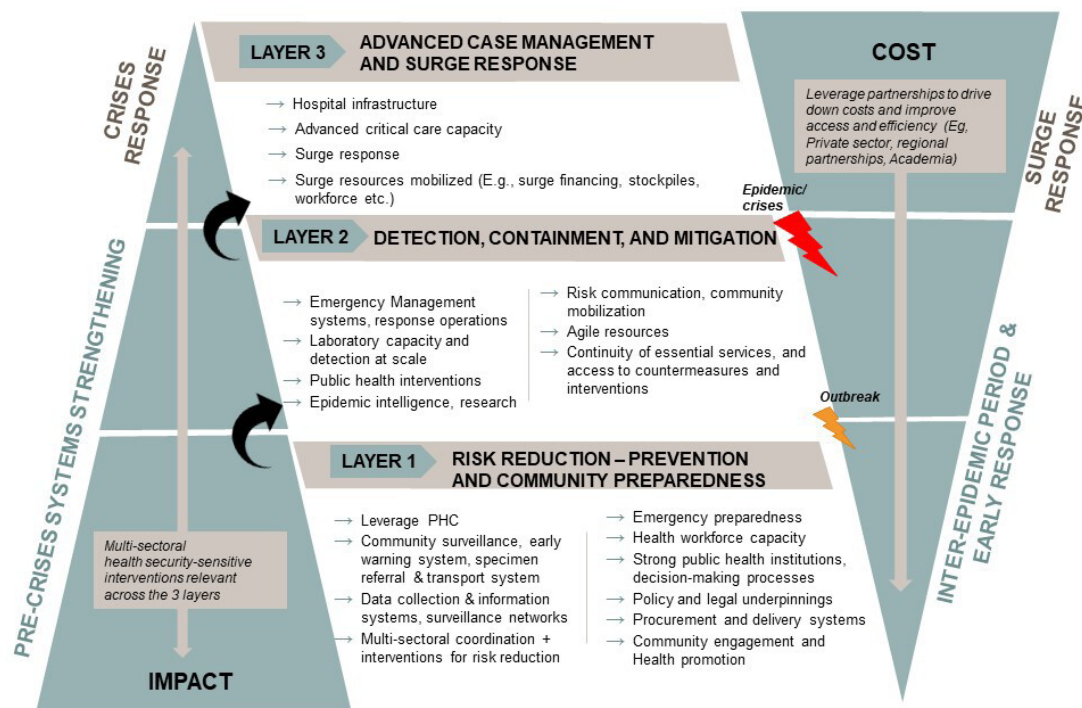 CRISES
RESPONSE
PRE-CRISES SYSTEMS STRENGTHENING
Multi-sectoral
health security-sensitive
interventions relevant
across the 3 layers
IMPACT
LAYER 3
ADVANCED CASE MANAGEMENT
AND SURGE RESPONSE
→ Hospital infrastructure
→ Advanced critical care capacity
→ Surge response
→ Surge resources mobilized (E.g., surge financing, stockpiles,
workforce etc.)
Epidemic/
crises
LAYER 2
DETECTION, CONTAINMENT, AND MITIGATION
→ Emergency Management
systems, response operations
→ Laboratory capacity and
detection at scale
→ Public health interventions
→ Epidemic intelligence, research
→ Risk communication, community
mobilization
→ Agile resources
→ Continuity of essential services, and
access to countermeasures and
interventions
Outbreak
LAYER 1
RISK REDUCTION – PREVENTION
AND COMMUNITY PREPAREDNESS
→ Leverage PHC
→ Community surveillance, early
warning system, specimen
referral & transport system
→ Data collection & information
systems, surveillance networks
→ Multi-sectoral coordination +
interventions for risk reduction
→ Emergency preparedness
→ Health workforce capacity
→ Strong public health institutions,
decision-making processes
→ Policy and legal underpinnings
→ Procurement and delivery systems
→ Community engagement and
Health promotion
COST
Leverage partnerships to drive
down costs and improve
access and efficiency (Eg,
Private sector, regional
partnerships, Academia)
SURGE
RESPONSE
INTER-EPIDEMIC PERIOD &
EARLY RESPONSE